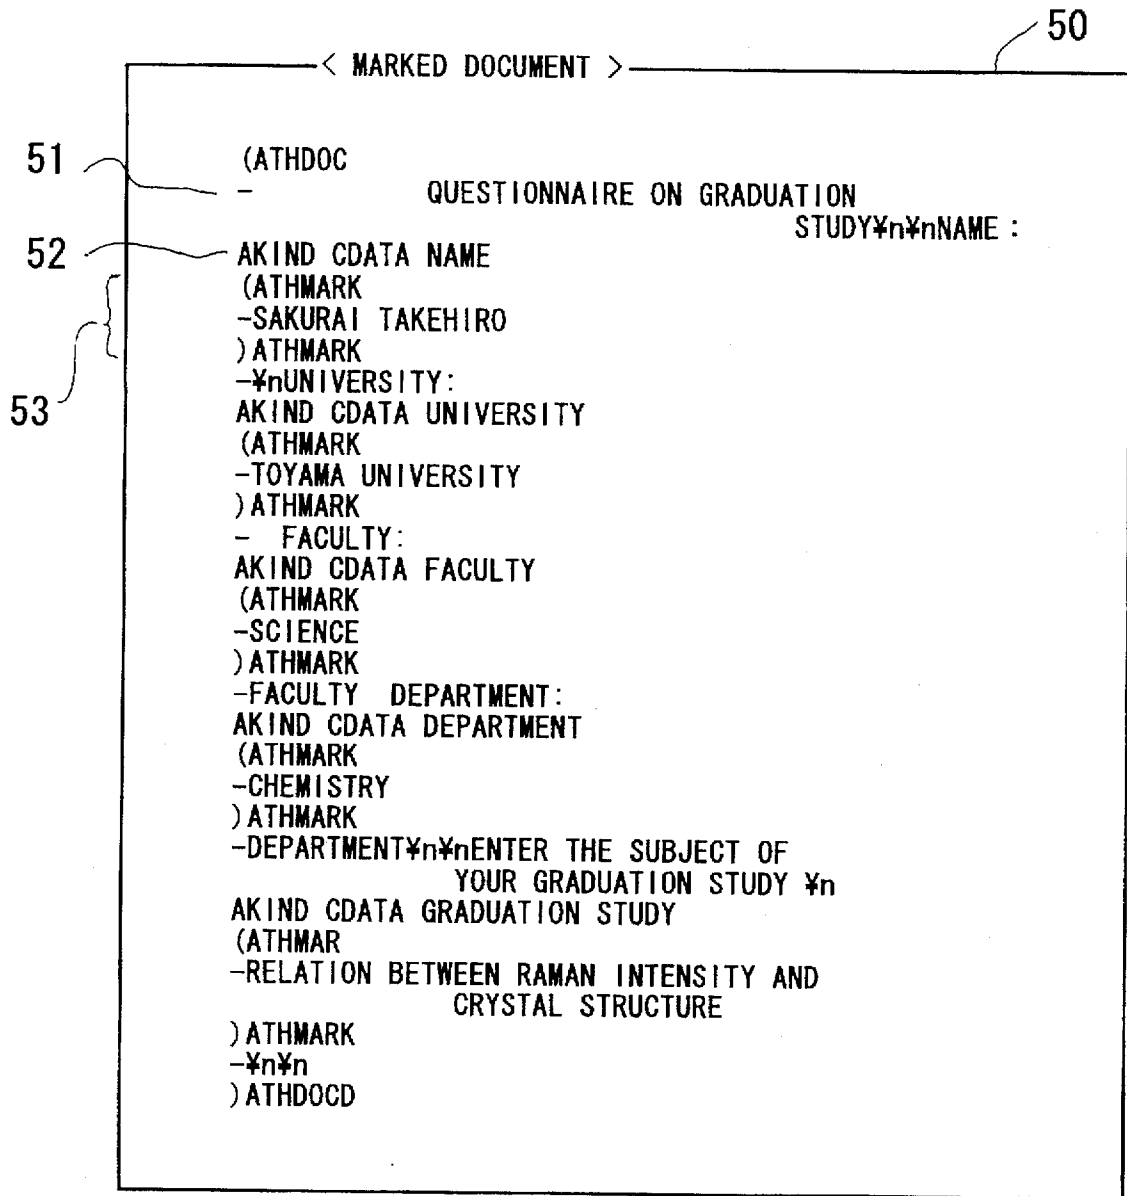 50
< MARKED DOCUMENT >
51
(ATHDOC
- QUESTIONNAIRE ON GRADUATION
STUDY¥n¥nNAME:
52
AKIND CDATA NAME
(ATHMARK
-SAKURAI TAKEHIRO
)ATHMARK
53
-¥nUNIVERSITY:
AKIND CDATA UNIVERSITY
(ATHMARK
-TOYAMA UNIVERSITY
)ATHMARK
- FACULTY:
AKIND CDATA FACULTY
(ATHMARK
-SCIENCE
)ATHMARK
-FACULTY DEPARTMENT:
AKIND CDATA DEPARTMENT
(ATHMARK
-CHEMISTRY
)ATHMARK
-DEPARTMENT¥n¥nENTER THE SUBJECT OF
YOUR GRADUATION STUDY ¥n
AKIND CDATA GRADUATION STUDY
(ATHMAR
-RELATION BETWEEN RAMAN INTENSITY AND
CRYSTAL STRUCTURE
)ATHMARK
-¥n¥n
)ATHDOCD